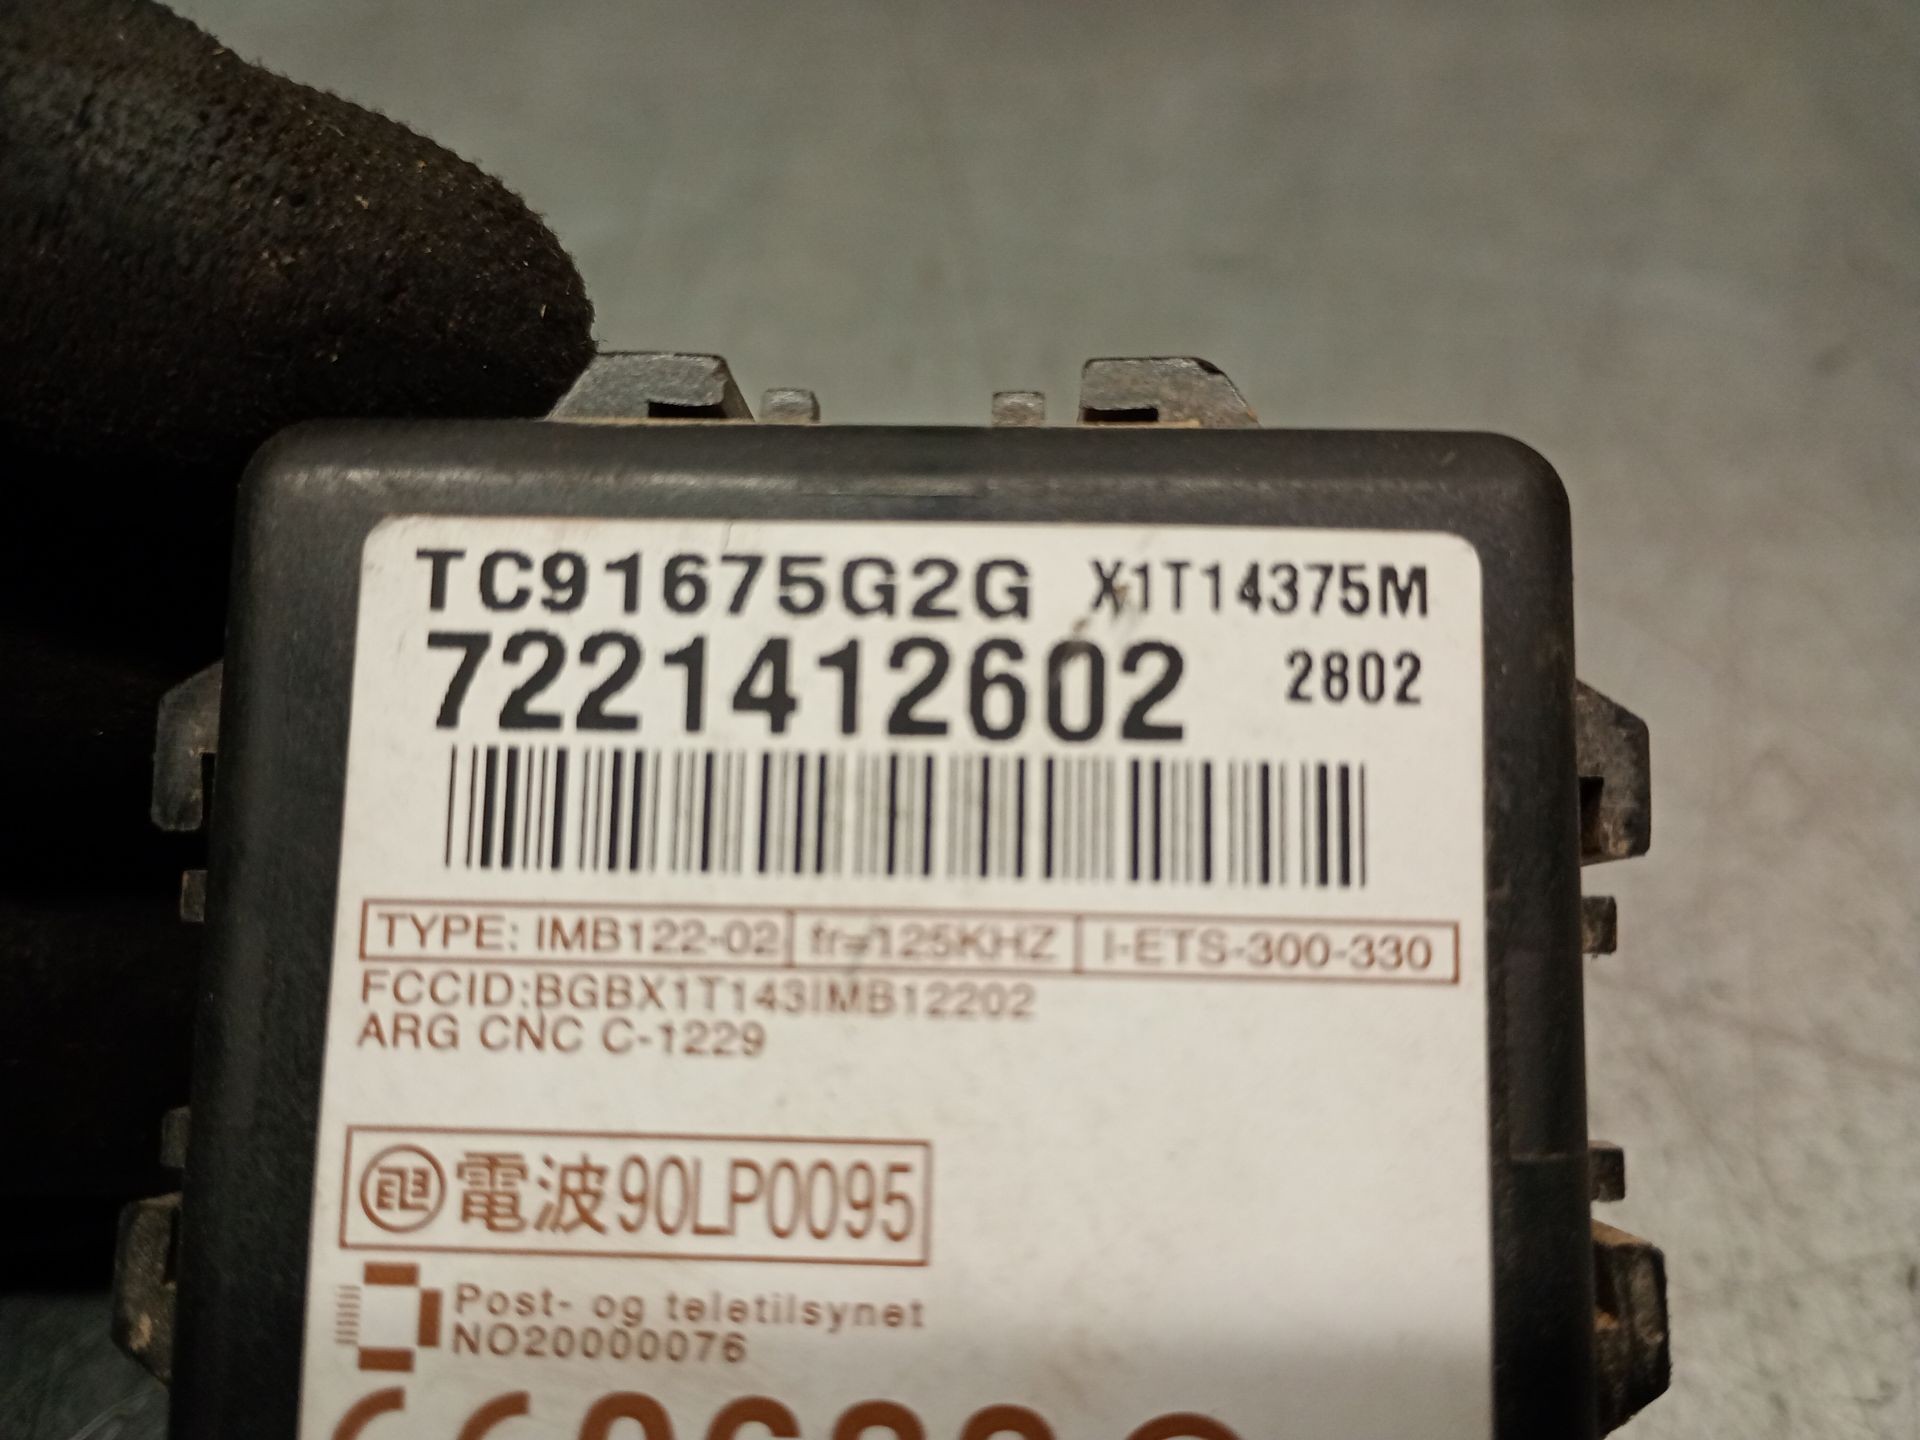 TC91675G2G X1T14375M
7221412602 2802
TYPE: IMB122-02 fr=125KHZ I-ETS-300-330
FCCID:BGBX1T143IMB12202
ARG CNC C-1229
電波90LP0095
Post- og teletilsynet
NO20000076